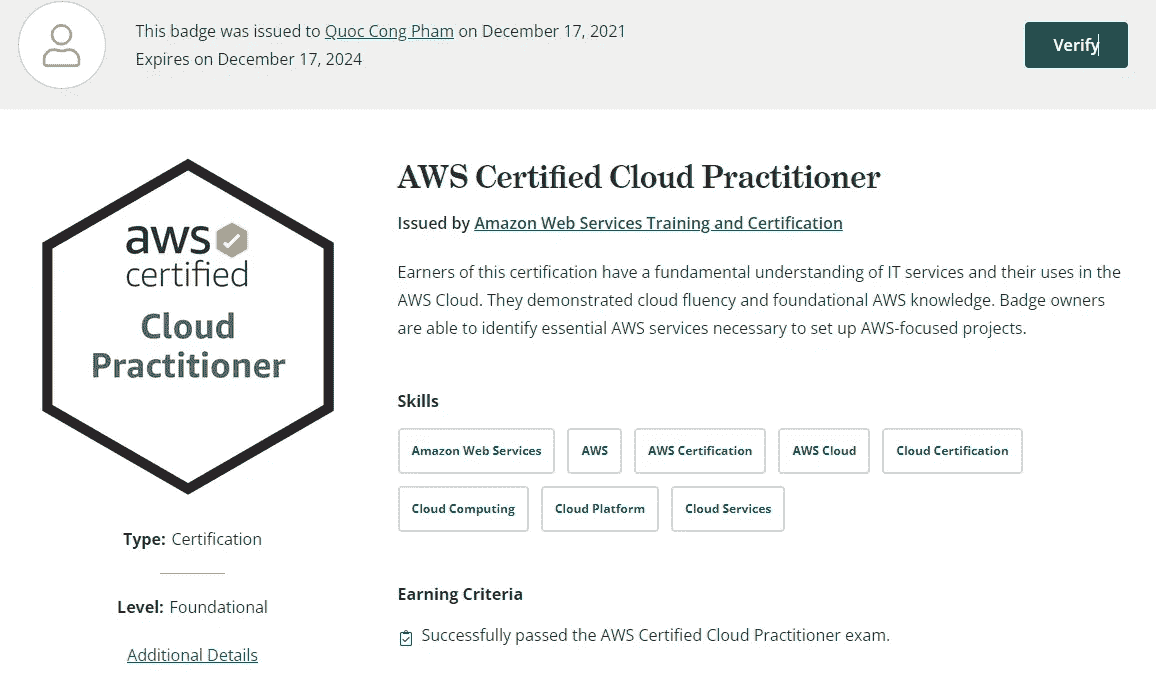 This badge was issued to Quoc Cong Pham on December 17, 2021
Expires on December 17, 2024
Verify
aws
certified
Cloud
Practitioner
Type: Certification
Level: Foundational
Additional Details
AWS Certified Cloud Practitioner
Issued by Amazon Web Services Training and Certification
Earners of this certification have a fundamental understanding of IT services and their uses in the
AWS Cloud. They demonstrated cloud fluency and foundational AWS knowledge. Badge owners
are able to identify essential AWS services necessary to set up AWS-focused projects.
Skills
Amazon Web Services AWS AWS Certification AWS Cloud Cloud Certification
Cloud Computing Cloud Platform Cloud Services
Earning Criteria
Successfully passed the AWS Certified Cloud Practitioner exam.